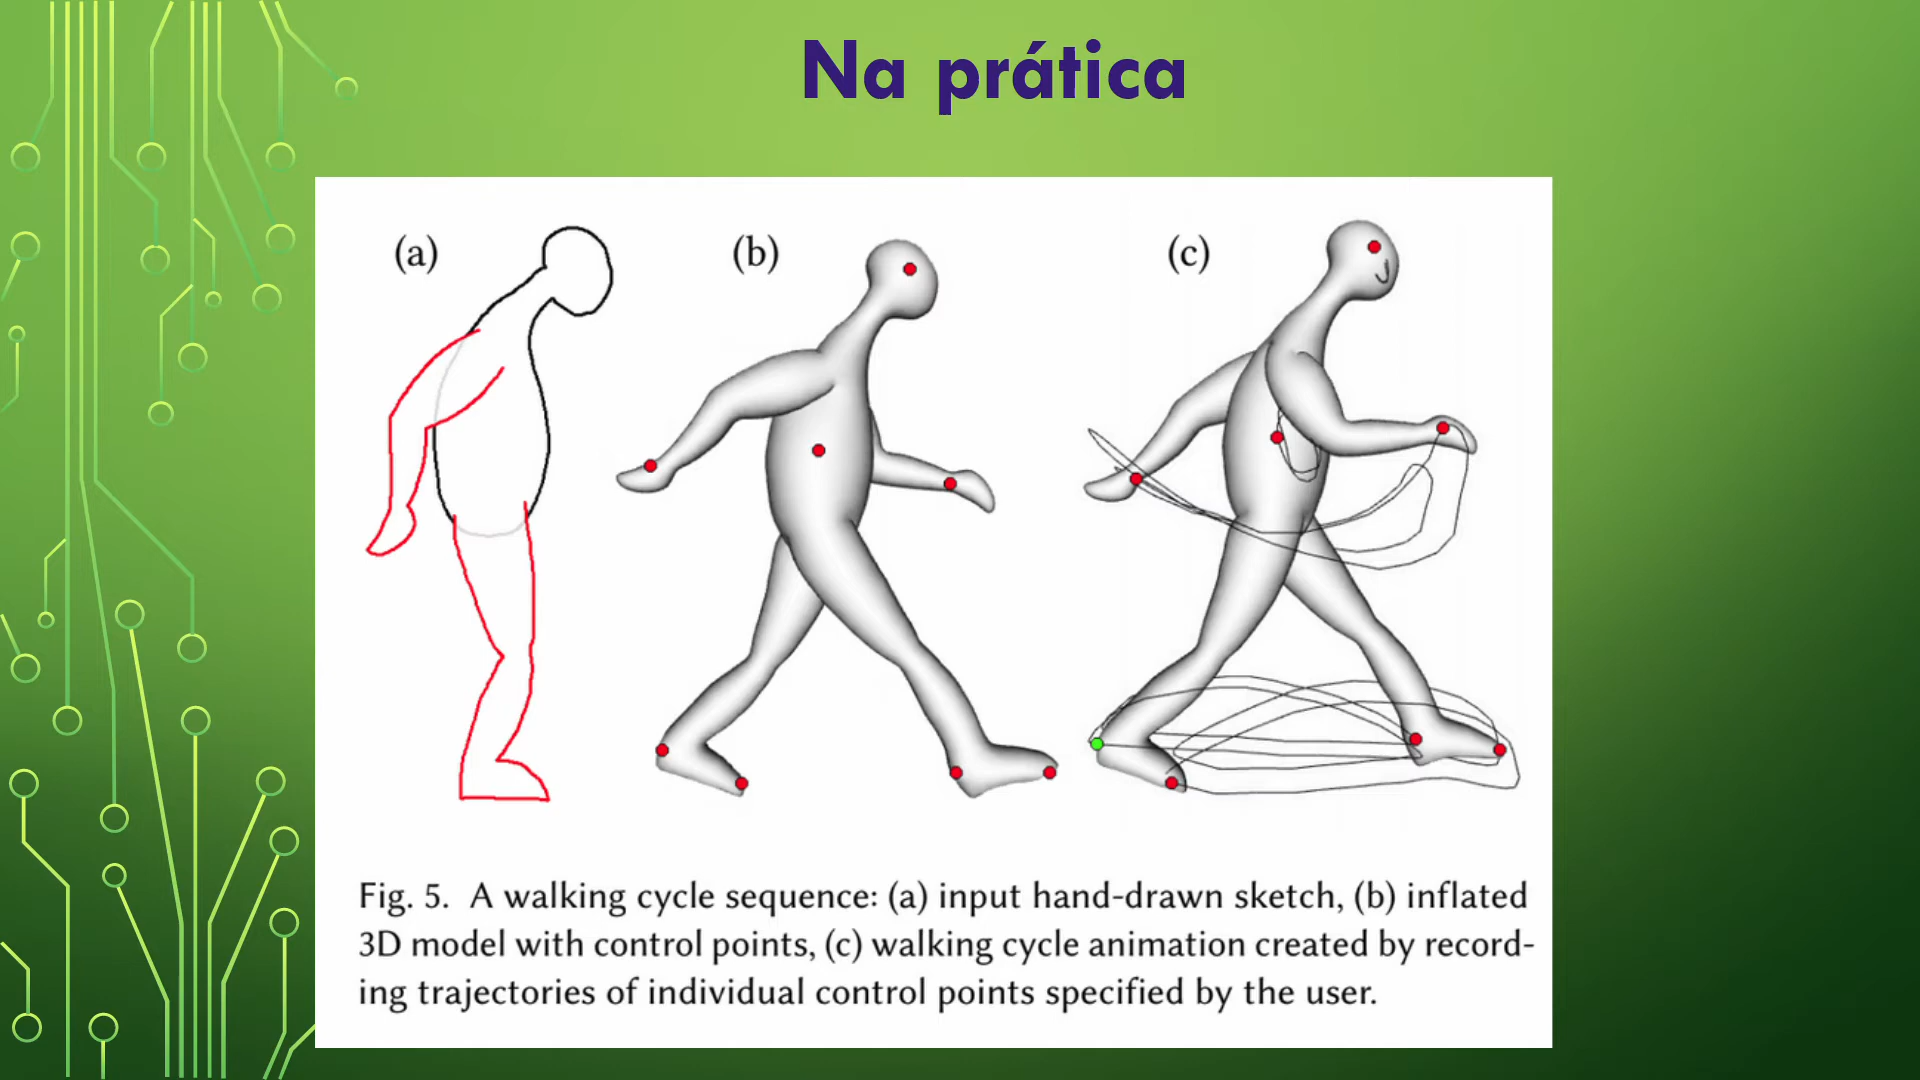 Na prática
(a)
(b)
(c)
Fig. 5. A walking cycle sequence: (a) input hand-drawn sketch, (b) inflated
3D model with control points, (c) walking cycle animation created by record-
ing trajectories of individual control points specified by the user.